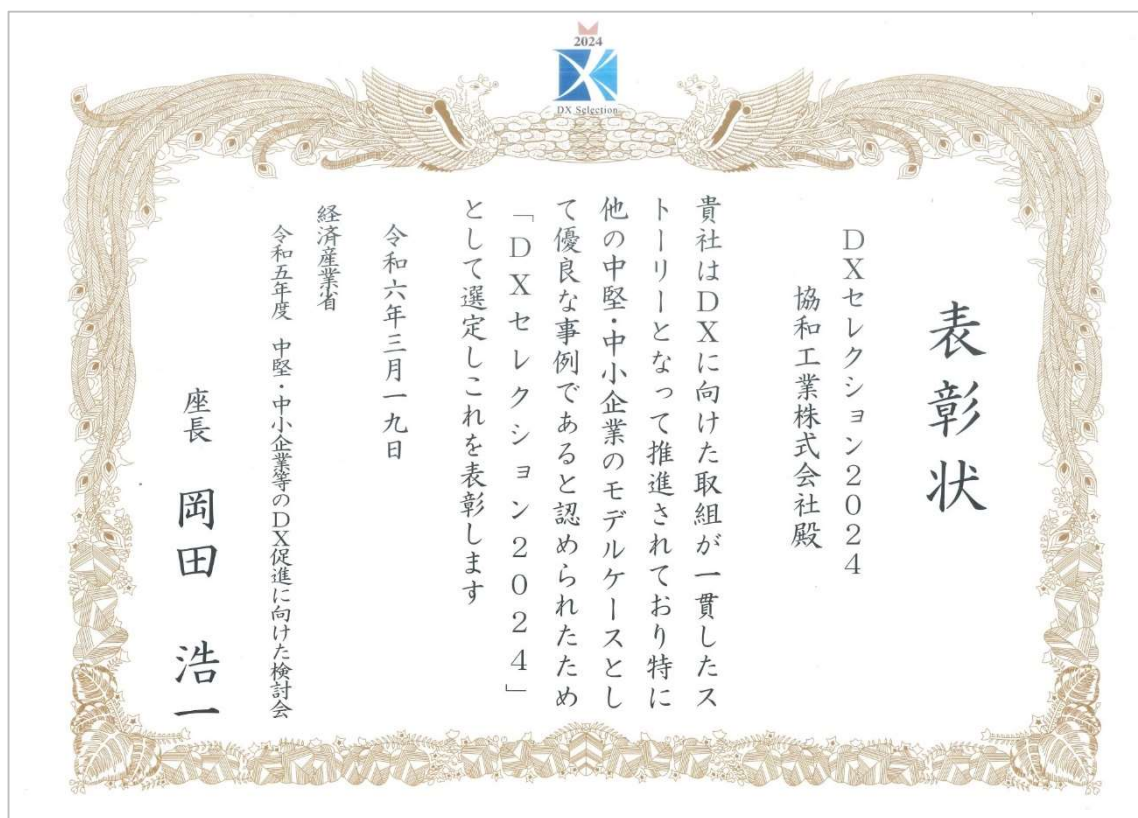 2024
DX Selection
表彰状
DXセレクション2024
協和工業株式会社殿
貴社はDXに向けた取組が一貫したス
トーリーとなって推進されており特に
他の中堅・中小企業のモデルケースとし
て優良な事例であると認められたため
「DXセレクション2024」
として選定しこれを表彰します
令和六年三月一九日
経済産業省
令和五年度 中堅・中小企業等のDX促進に向けた検討会
座長 岡田 浩一